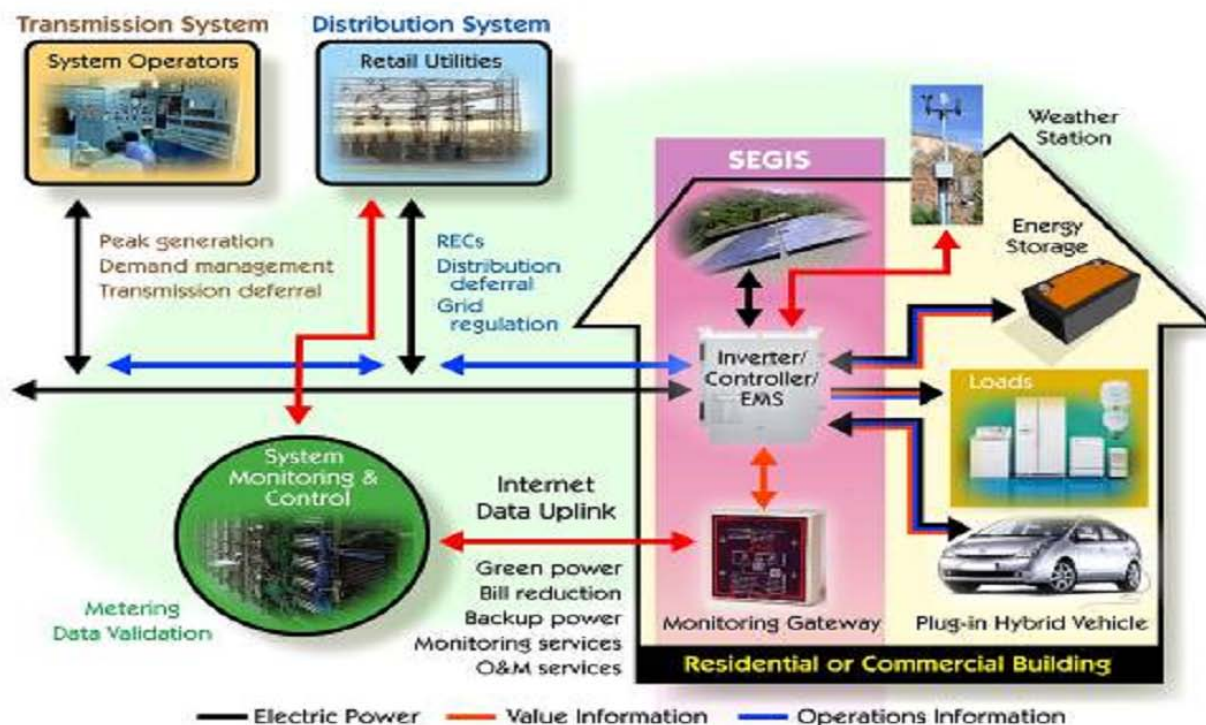 Transmission System
System Operators
Distribution System
Retail Utilities
Peak generation
Demand management
Transmission deferral
RECs
Distribution
deferral
Grid
regulation
SEGIS
Weather
Station
Energy
Storage
Inverter/
Controller/
EMS
Loads
System
Monitoring &
Control
Metering
Data Validation
Internet
Data Uplink
Green power
Bill reduction
Backup power
Monitoring services
O&M services
Monitoring Gateway
Plug-in Hybrid Vehicle
Residential or Commercial Building
Electric Power
Value Information
Operations Information